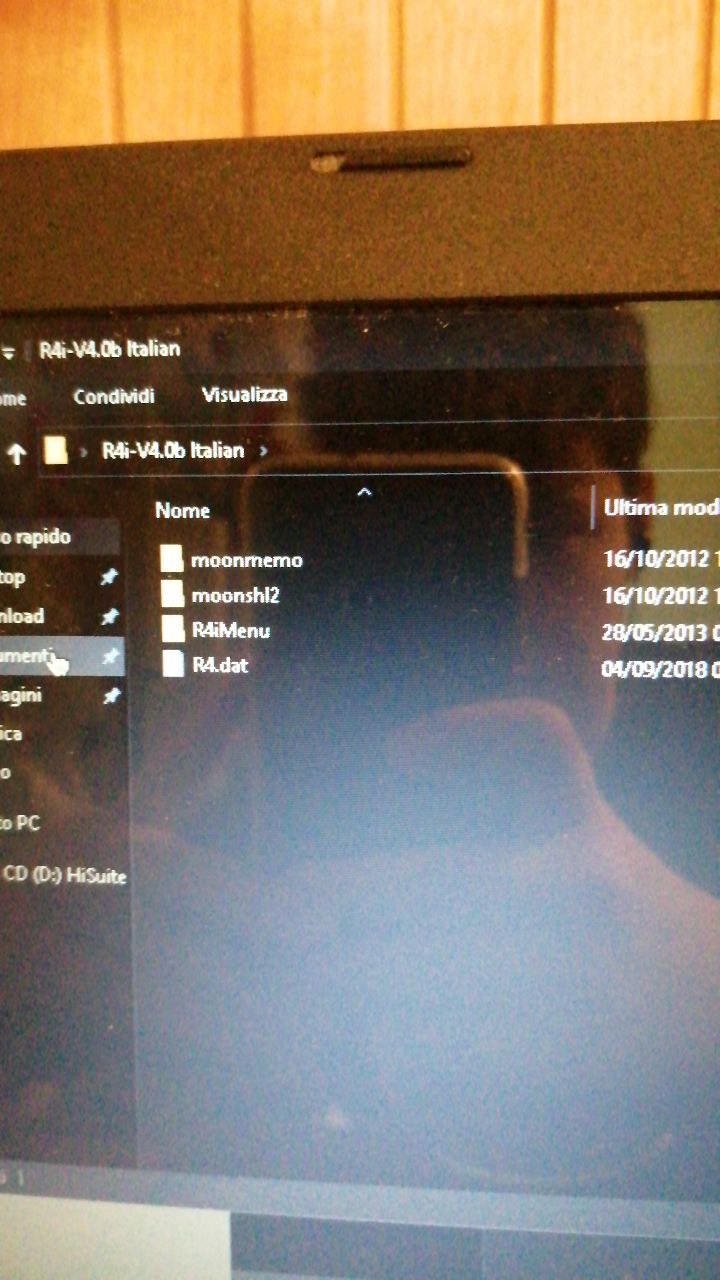 R4i-V4.0b Italian
ome Condividi Visualizza
R4i-V4.0b Italian
Nome Ultima mod
o rapido
moonmemo 16/10/2012 1
top
moonshl2 16/10/2012 1
nload
R4iMenu 28/05/2013 0
umenti
R4.dat 04/09/2018 0
agini
ica
o
to PC
CD (D:) HiSuite